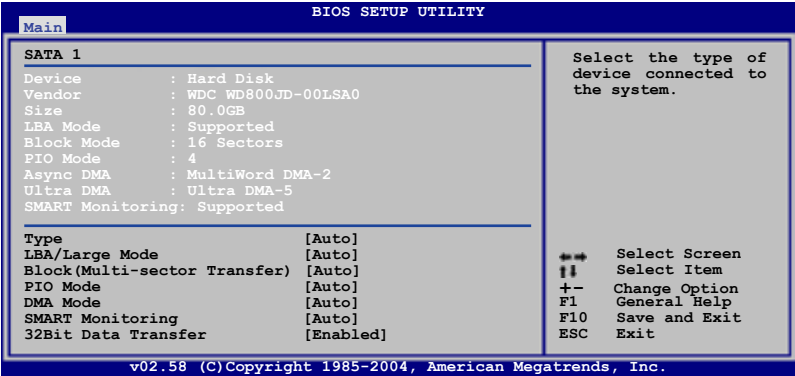 BIOS SETUP UTILITY
Main
SATA 1
Device : Hard Disk
Vendor : WDC WD800JD-00LSA0
Size : 80.0GB
LBA Mode : Supported
Block Mode : 16 Sectors
PIO Mode : 4
Async DMA : MultiWord DMA-2
Ultra DMA : Ultra DMA-5
SMART Monitoring: Supported
Type [Auto]
LBA/Large Mode [Auto]
Block(Multi-sector Transfer) [Auto]
PIO Mode [Auto]
DMA Mode [Auto]
SMART Monitoring [Auto]
32Bit Data Transfer [Enabled]
Select the type of
device connected to
the system.
←→ Select Screen
↑↓ Select Item
+- Change Option
F1 General Help
F10 Save and Exit
ESC Exit
v02.58 (C)Copyright 1985-2004, American Megatrends, Inc.